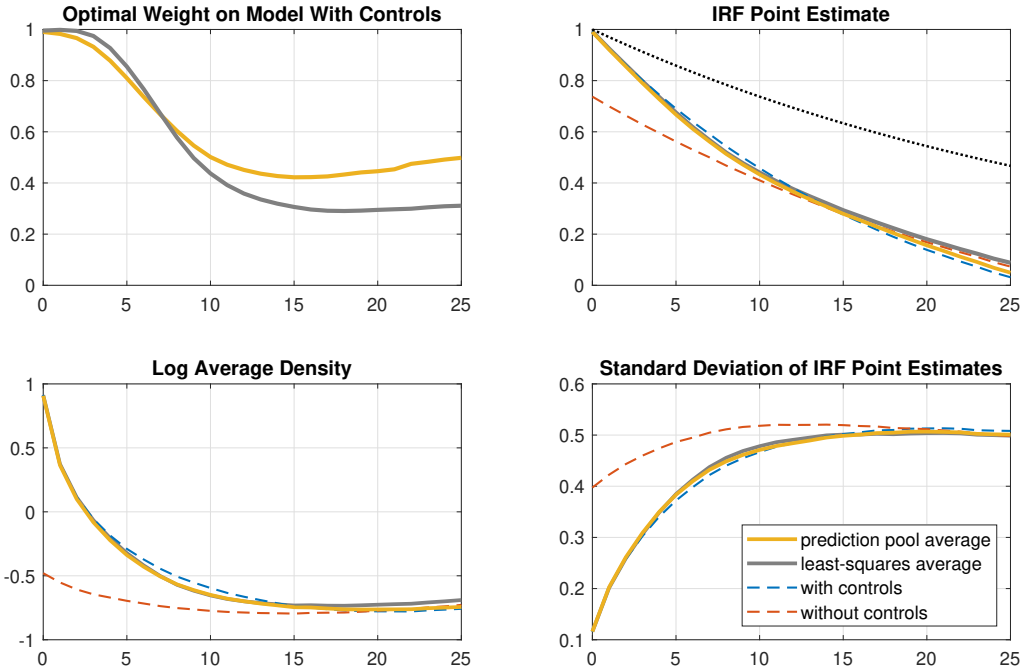 Optimal Weight on Model With Controls
1
0.8
0.6
0.4
0.2
0
0 5 10 15 20 25
IRF Point Estimate
1
0.8
0.6
0.4
0.2
0
0 5 10 15 20 25
Log Average Density
1
0.5
0
-0.5
-1
0 5 10 15 20 25
Standard Deviation of IRF Point Estimates
0.6
0.5
0.4
0.3
0.2
0.1
0 5 10 15 20 25
prediction pool average
least-squares average
with controls
without controls